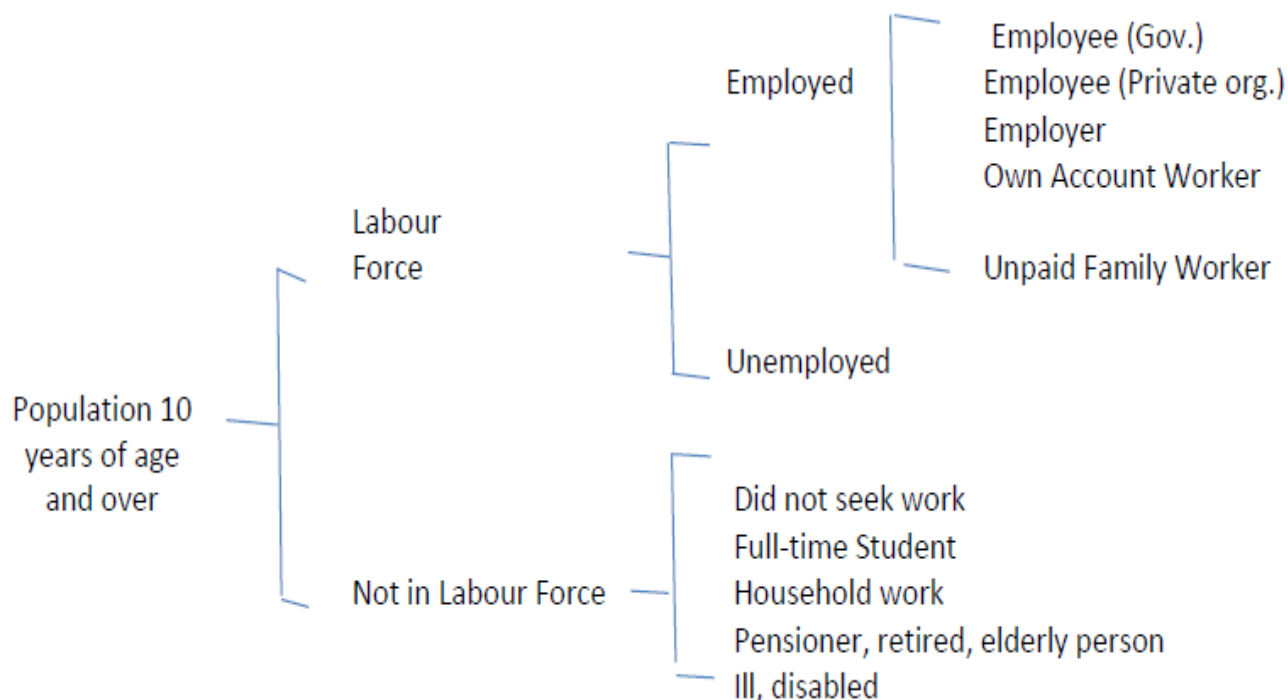 Employee (Gov.)
Employed
Employee (Private org.)
Employer
Own Account Worker
Labour
Force
Unpaid Family Worker
Unemployed
Population 10
years of age
and over
Did not seek work
Full-time Student
Not in Labour Force
Household work
Pensioner, retired, elderly person
Ill, disabled